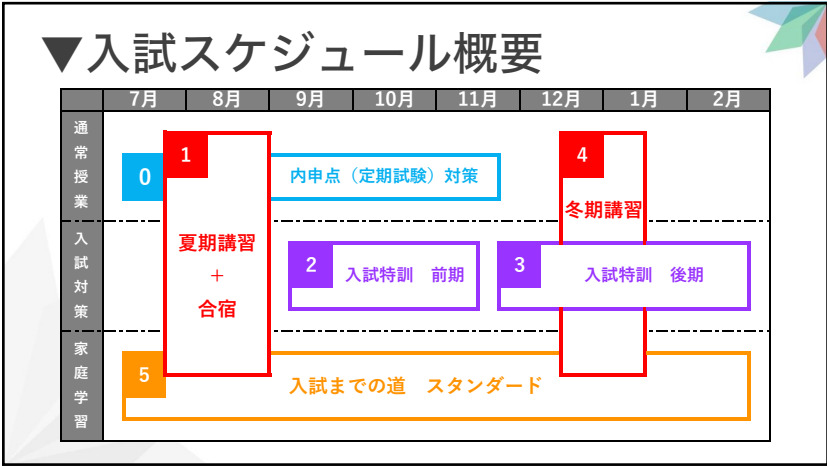 ▼入試スケジュール概要
7月 8月 9月 10月 11月 12月 1月 2月
通常授業
0
内申点（定期試験）対策
1
夏期講習
＋
合宿
4
冬期講習
入試対策
2
入試特訓　前期
3
入試特訓　後期
家庭学習
5
入試までの道　スタンダード